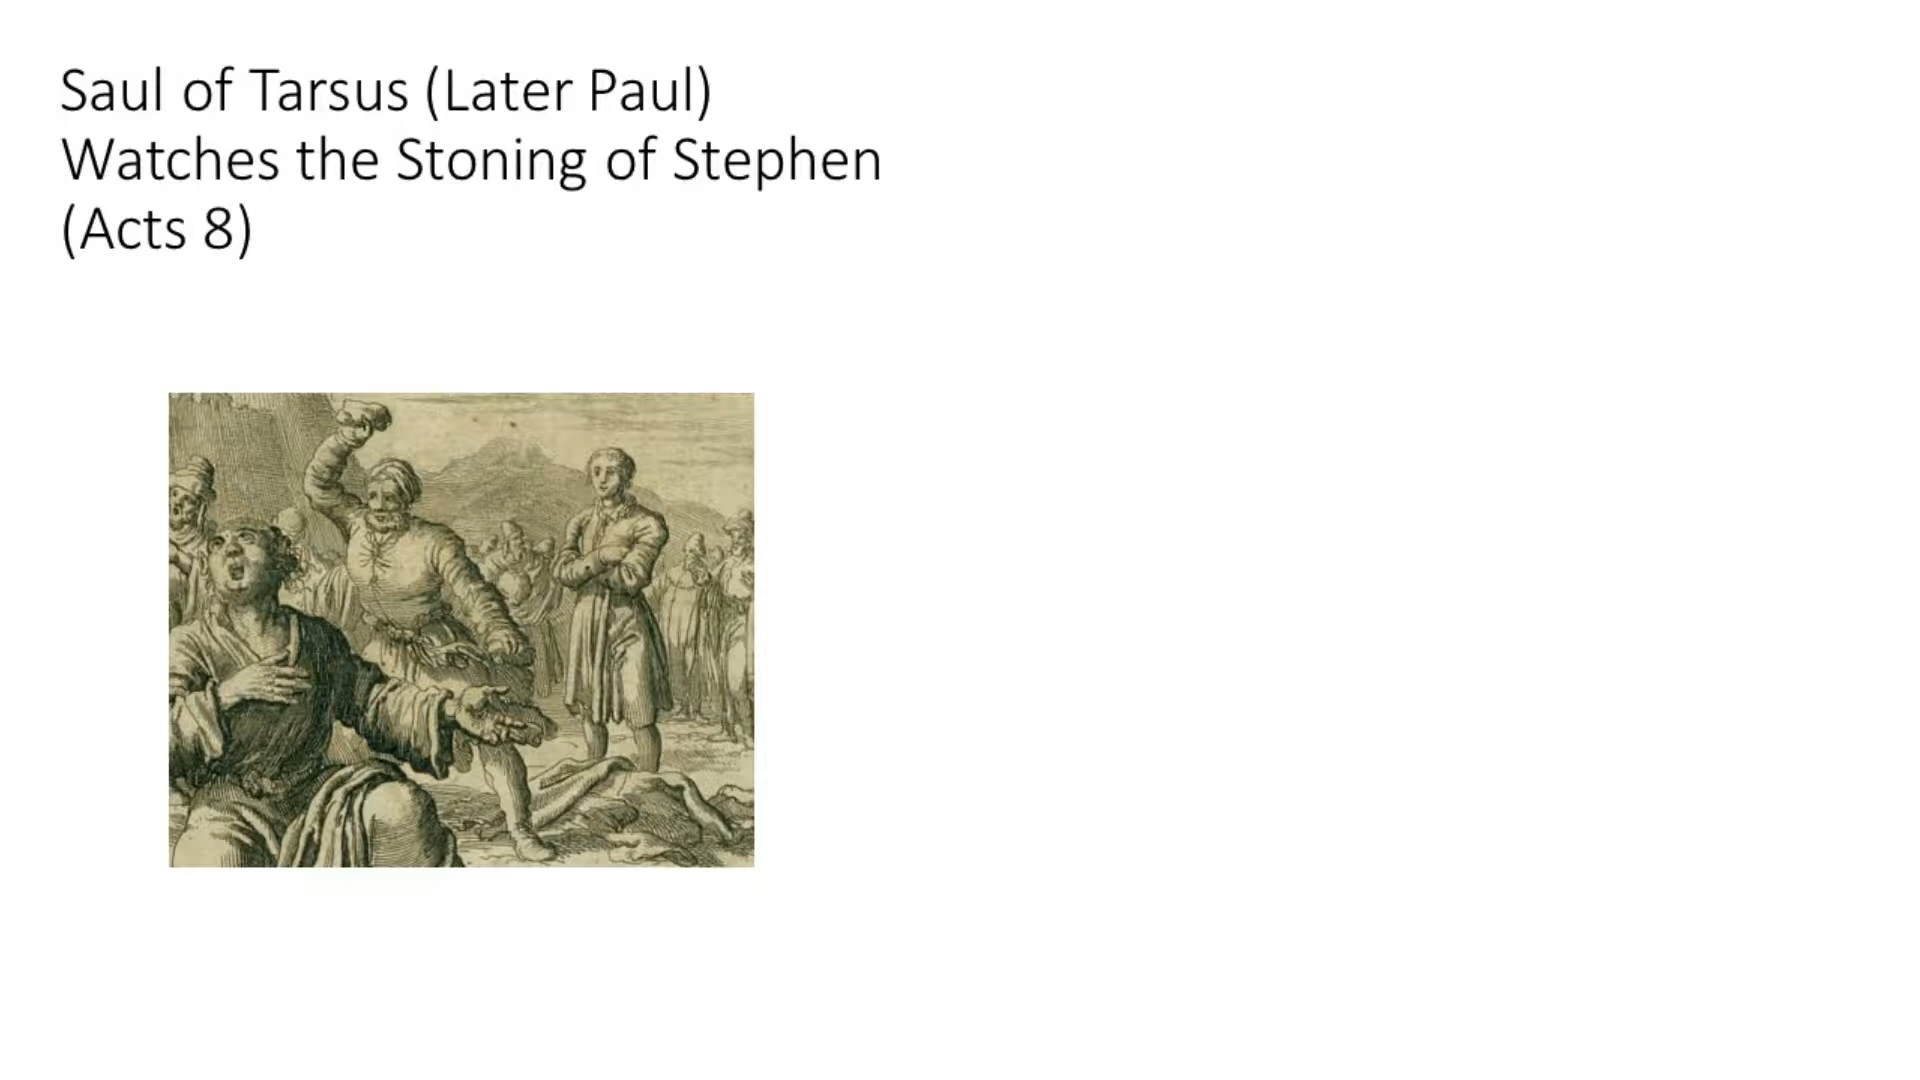 Saul of Tarsus (Later Paul)
Watches the Stoning of Stephen
(Acts 8)